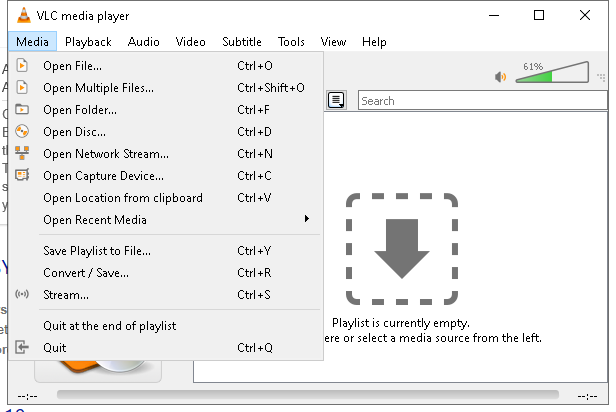 VLC media player
Media Playback Audio Video Subtitle Tools View Help
Open File... Ctrl+O
Open Multiple Files... Ctrl+Shift+O
Open Folder... Ctrl+F
Open Disc... Ctrl+D
Open Network Stream... Ctrl+N
Open Capture Device... Ctrl+C
Open Location from clipboard Ctrl+V
Open Recent Media
Save Playlist to File... Ctrl+Y
Convert / Save... Ctrl+R
Stream... Ctrl+S
Quit at the end of playlist
Quit Ctrl+Q
61%
Search
Playlist is currently empty.
ere or select a media source from the left.
--:-- --:--